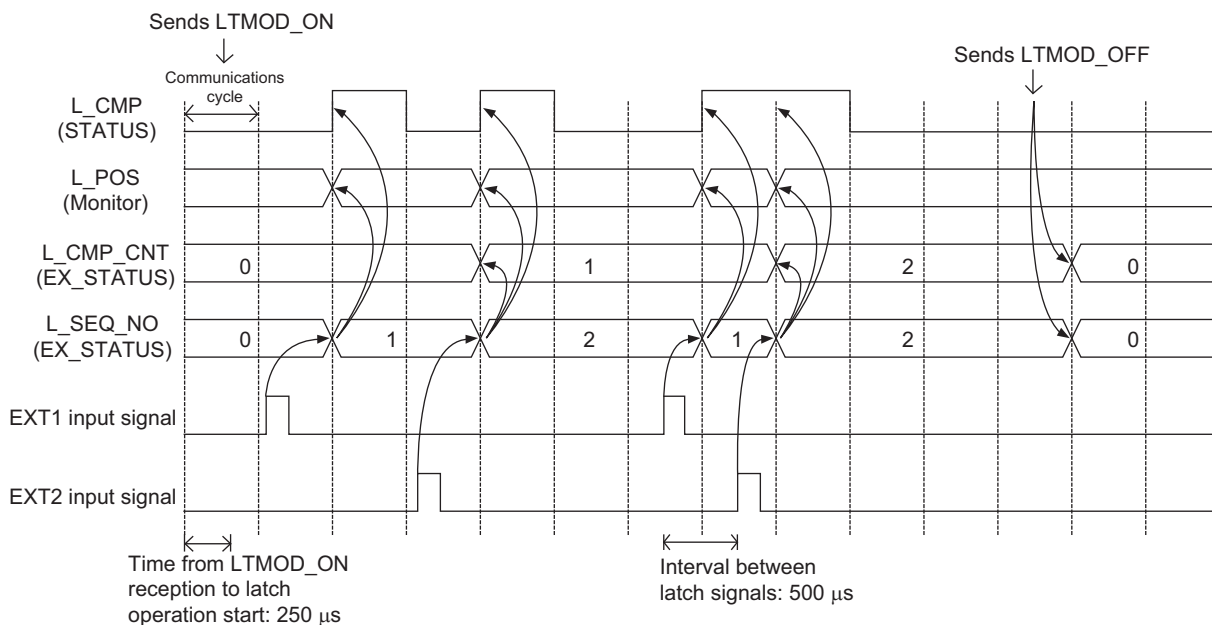 Sends LTMOD_ON
Communications
cycle
Sends LTMOD_OFF
L_CMP
(STATUS)
L_POS
(Monitor)
L_CMP_CNT
(EX_STATUS)
0
1
2
0
L_SEQ_NO
(EX_STATUS)
0
1
2
1
2
0
EXT1 input signal
EXT2 input signal
Time from LTMOD_ON
reception to latch
operation start: 250 μs
Interval between
latch signals: 500 μs